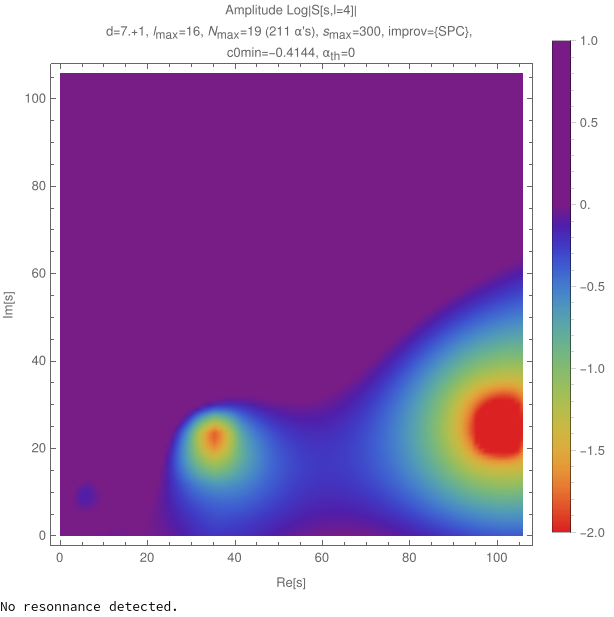 Amplitude Log|S[s,l=4]|
d=7.+1, lmax=16, Nmax=19 (211 α's), smax=300, improv={SPC},
c0min=−0.4144, αth=0
100
80
60
40
20
0
Im[s]
0 20 40 60 80 100
Re[s]
1.0
0.5
0.
−0.5
−1.0
−1.5
−2.0
No resonnance detected.